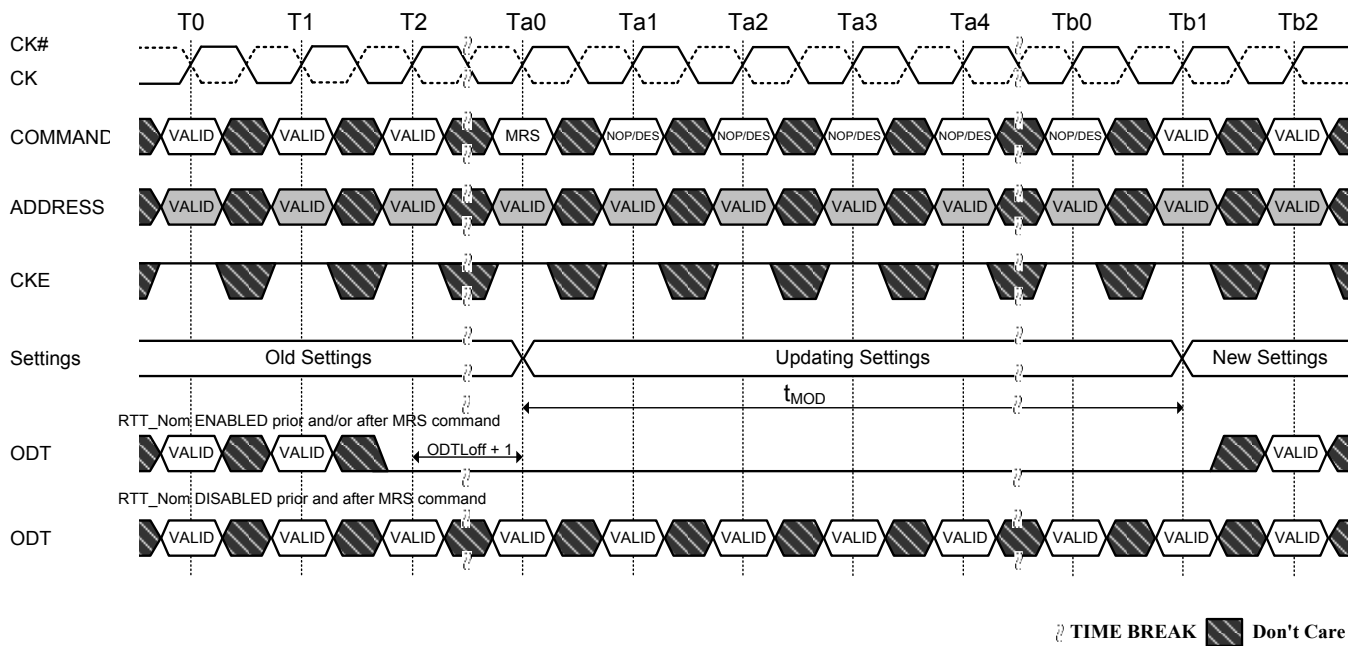 T0 T1 T2 Ta0 Ta1 Ta2 Ta3 Ta4 Tb0 Tb1 Tb2
CK#
CK
COMMAND VALID VALID VALID MRS NOP/DES NOP/DES NOP/DES NOP/DES NOP/DES VALID VALID
ADDRESS VALID VALID VALID VALID VALID VALID VALID VALID VALID VALID VALID
CKE
Settings Old Settings Updating Settings New Settings
tMOD
RTT_Nom ENABLED prior and/or after MRS command
ODT VALID VALID ODTLoff + 1 VALID
RTT_Nom DISABLED prior and after MRS command
ODT VALID VALID VALID VALID VALID VALID VALID VALID VALID VALID VALID
TIME BREAK Don't Care